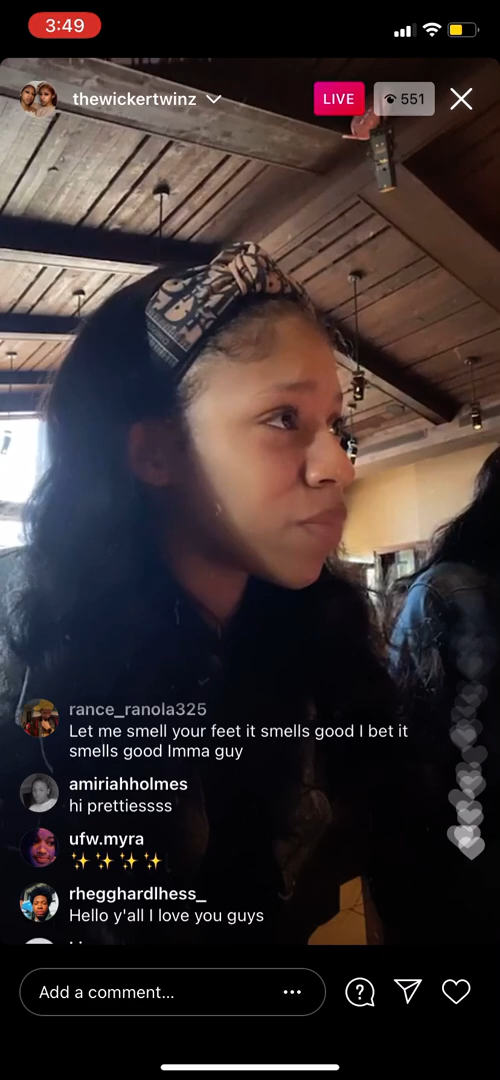 3:49
thewickertwinz
LIVE
551
rance_ranola325
Let me smell your feet it smells good I bet it
smells good Imma guy
amiriahholmes
hi prettiessss
ufw.myra
✨✨✨✨
rhegghardlhess_
Hello y'all I love you guys
Add a comment...